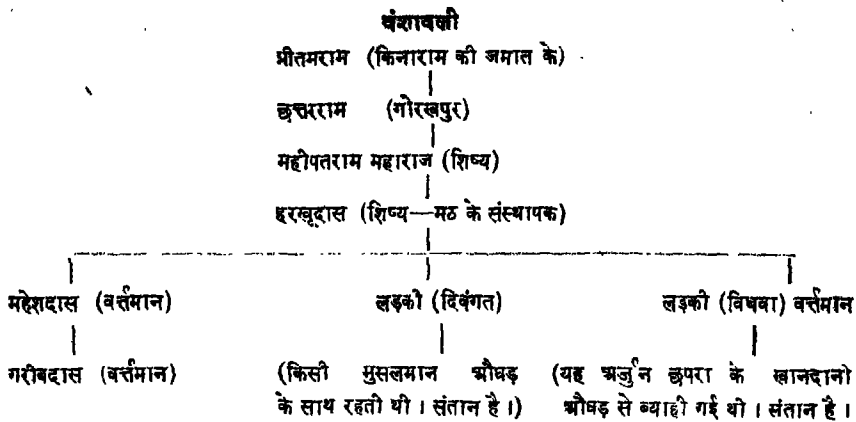 वंशावली
प्रीतमराम (किनाराम की जमात के)
छत्तरराम (गोरखपुर)
महीपतराम महाराज (शिष्य)
हरखूदास (शिष्य—मठ के संस्थापक)
महेशदास (वर्त्तमान) लड़की (दिवंगत) लड़की (विधवा) वर्त्तमान
गरीबदास (वर्त्तमान) (किसी मुसलमान औघड़ (यह अर्जुन छपरा के खानदानी
के साथ रहती थी । संतान है ।) औघड़ से ब्याही गई थी । संतान है ।